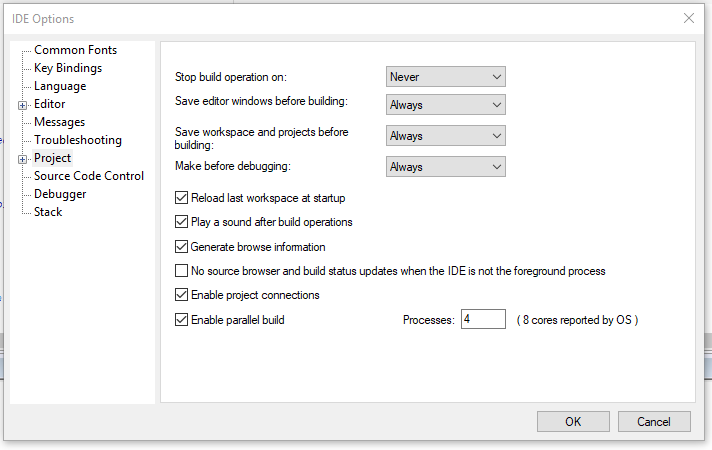 IDE Options
Common Fonts
Key Bindings
Language
Editor
Messages
Troubleshooting
Project
Source Code Control
Debugger
Stack
Stop build operation on: Never
Save editor windows before building: Always
Save workspace and projects before
building: Always
Make before debugging: Always
Reload last workspace at startup
Play a sound after build operations
Generate browse information
No source browser and build status updates when the IDE is not the foreground process
Enable project connections
Enable parallel build Processes: 4 ( 8 cores reported by OS )
OK Cancel